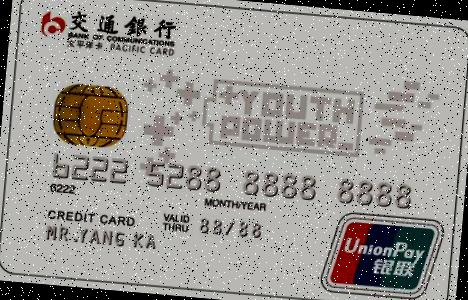 交通銀行
BANK OF COMMUNICATIONS
太平洋卡 PACIFIC CARD
YOUTH
POWER
6222 5288 8888 8888
6222
MONTH/YEAR
CREDIT CARD
VALID
THRU
88/88
MR.YANG KA
UnionPay
银联